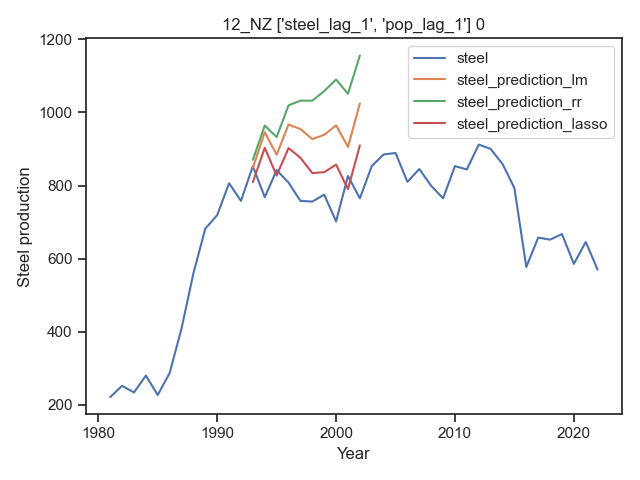 12_NZ ['steel_lag_1', 'pop_lag_1'] 0
steel
steel_prediction_lm
steel_prediction_rr
steel_prediction_lasso
Steel production
1200
1000
800
600
400
200
1980
1990
2000
2010
2020
Year